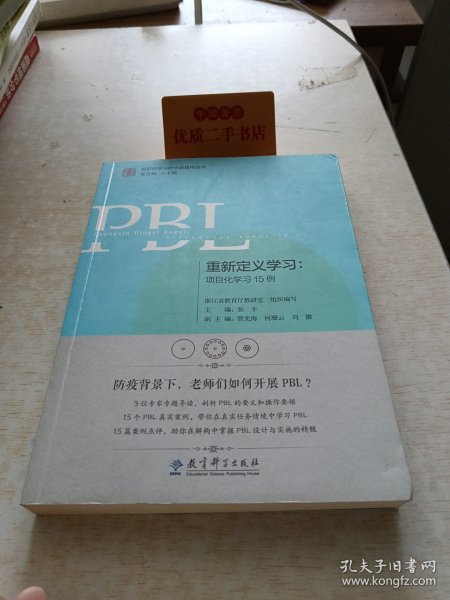 中国书店
优质二手书店
PBL
Chongxin Dingyi Xuexi
重新定义学习：
项目化学习 15 例
浙江省教育厅教研室 组织编写
主 编：张 丰
副主编：管光海 何珊云 刘 徽
防疫背景下，老师们如何开展 PBL？
3位专家专题导读，剖析PBL的要义和操作要领
15个PBL真实案例，带你在真实任务情境中学习PBL
15篇案例点评，助你在解构中掌握PBL设计与实施的精髓
教育科学出版社
Educational Science Publishing House
孔夫子旧书网
www.kongfz.com